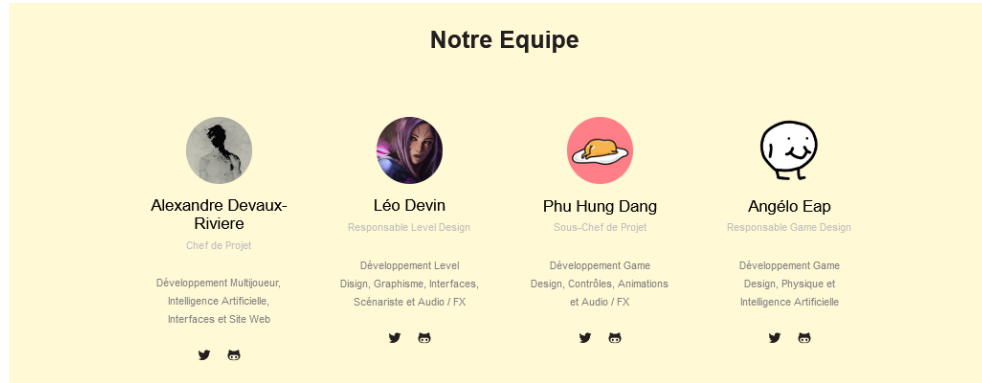 Notre Equipe
Alexandre Devaux-
Riviere
Chef de Projet
Développement Multijoueur,
Intelligence Artificielle,
Interfaces et Site Web
Léo Devin
Responsable Level Design
Développement Level
Disign, Graphisme, Interfaces,
Scénariste et Audio / FX
Phu Hung Dang
Sous-Chef de Projet
Développement Game
Design, Contrôles, Animations
et Audio / FX
Angélo Eap
Responsable Game Design
Développement Game
Design, Physique et
Intelligence Artificielle